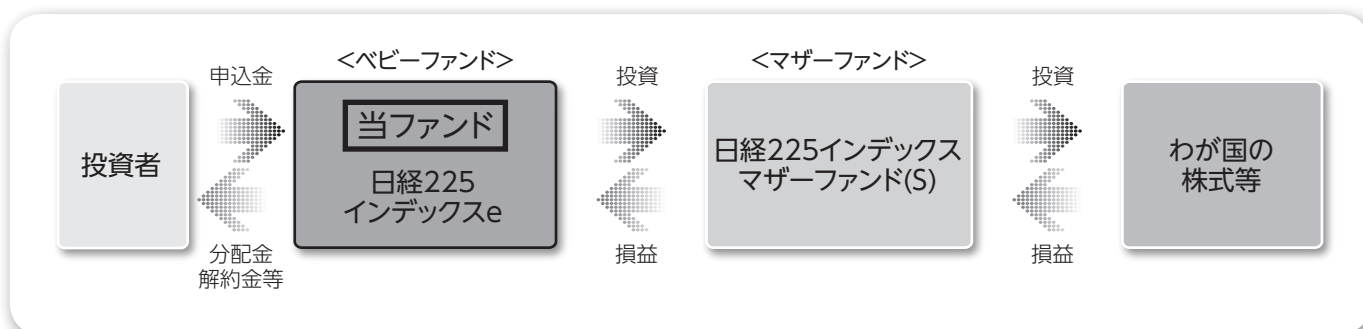 投資者
申込金
分配金
解約金等
<ベビーファンド>
当ファンド
日経225
インデックスe
投資
損益
<マザーファンド>
日経225インデックス
マザーファンド(S)
投資
損益
わが国の
株式等